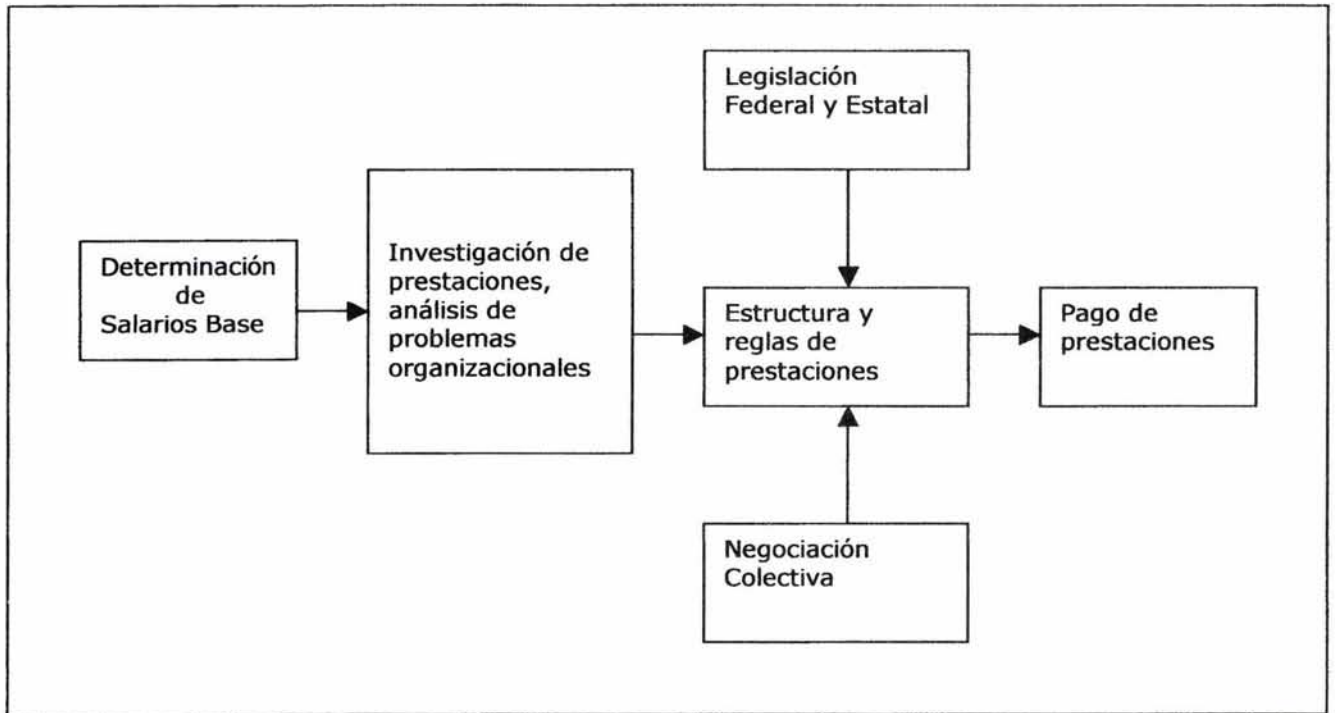 Legislación
Federal y Estatal
Determinación
de
Salarios Base
Investigación de
prestaciones,
análisis de
problemas
organizacionales
Estructura y
reglas de
prestaciones
Pago de
prestaciones
Negociación
Colectiva